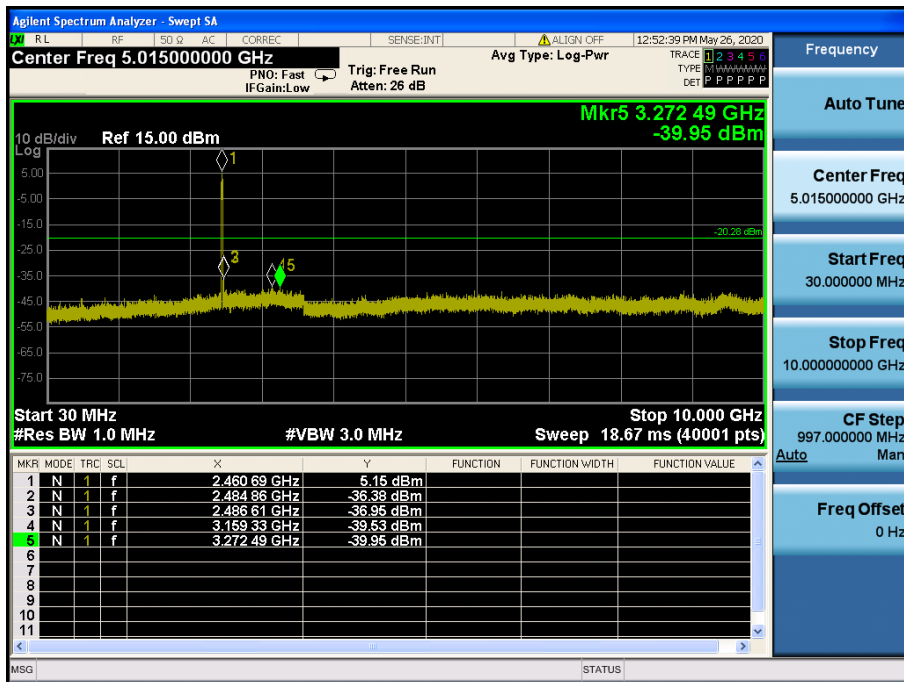 Agilent Spectrum Analyzer - Swept SA
LXI RL RF 50 Ω AC CORREC SENSE:INT ALIGN OFF 12:52:39 PM May 26, 2020
Center Freq 5.015000000 GHz
PNO: Fast
IFGain:Low
Trig: Free Run
Atten: 26 dB
Avg Type: Log-Pwr
TRACE 1 2 3 4 5 6
TYPE M W W W W W
DET P P P P P P
Mkr5 3.272 49 GHz
-39.95 dBm
10 dB/div Ref 15.00 dBm
Log
1
5.00
-5.00
-15.0
-20.28 dBm
-25.0
3
5
-35.0
-45.0
-55.0
-65.0
-75.0
Start 30 MHz Stop 10.000 GHz
#Res BW 1.0 MHz #VBW 3.0 MHz Sweep 18.67 ms (40001 pts)
MKR MODE TRC SCL X Y FUNCTION FUNCTION WIDTH FUNCTION VALUE
1 N 1 f 2.460 69 GHz 5.15 dBm
2 N 1 f 2.484 86 GHz -36.38 dBm
3 N 1 f 2.486 61 GHz -36.95 dBm
4 N 1 f 3.159 33 GHz -39.53 dBm
5 N 1 f 3.272 49 GHz -39.95 dBm
6
7
8
9
10
11
MSG STATUS
Frequency
Auto Tune
Center Freq
5.015000000 GHz
Start Freq
30.000000 MHz
Stop Freq
10.000000000 GHz
CF Step
997.000000 MHz
Auto Man
Freq Offset
0 Hz